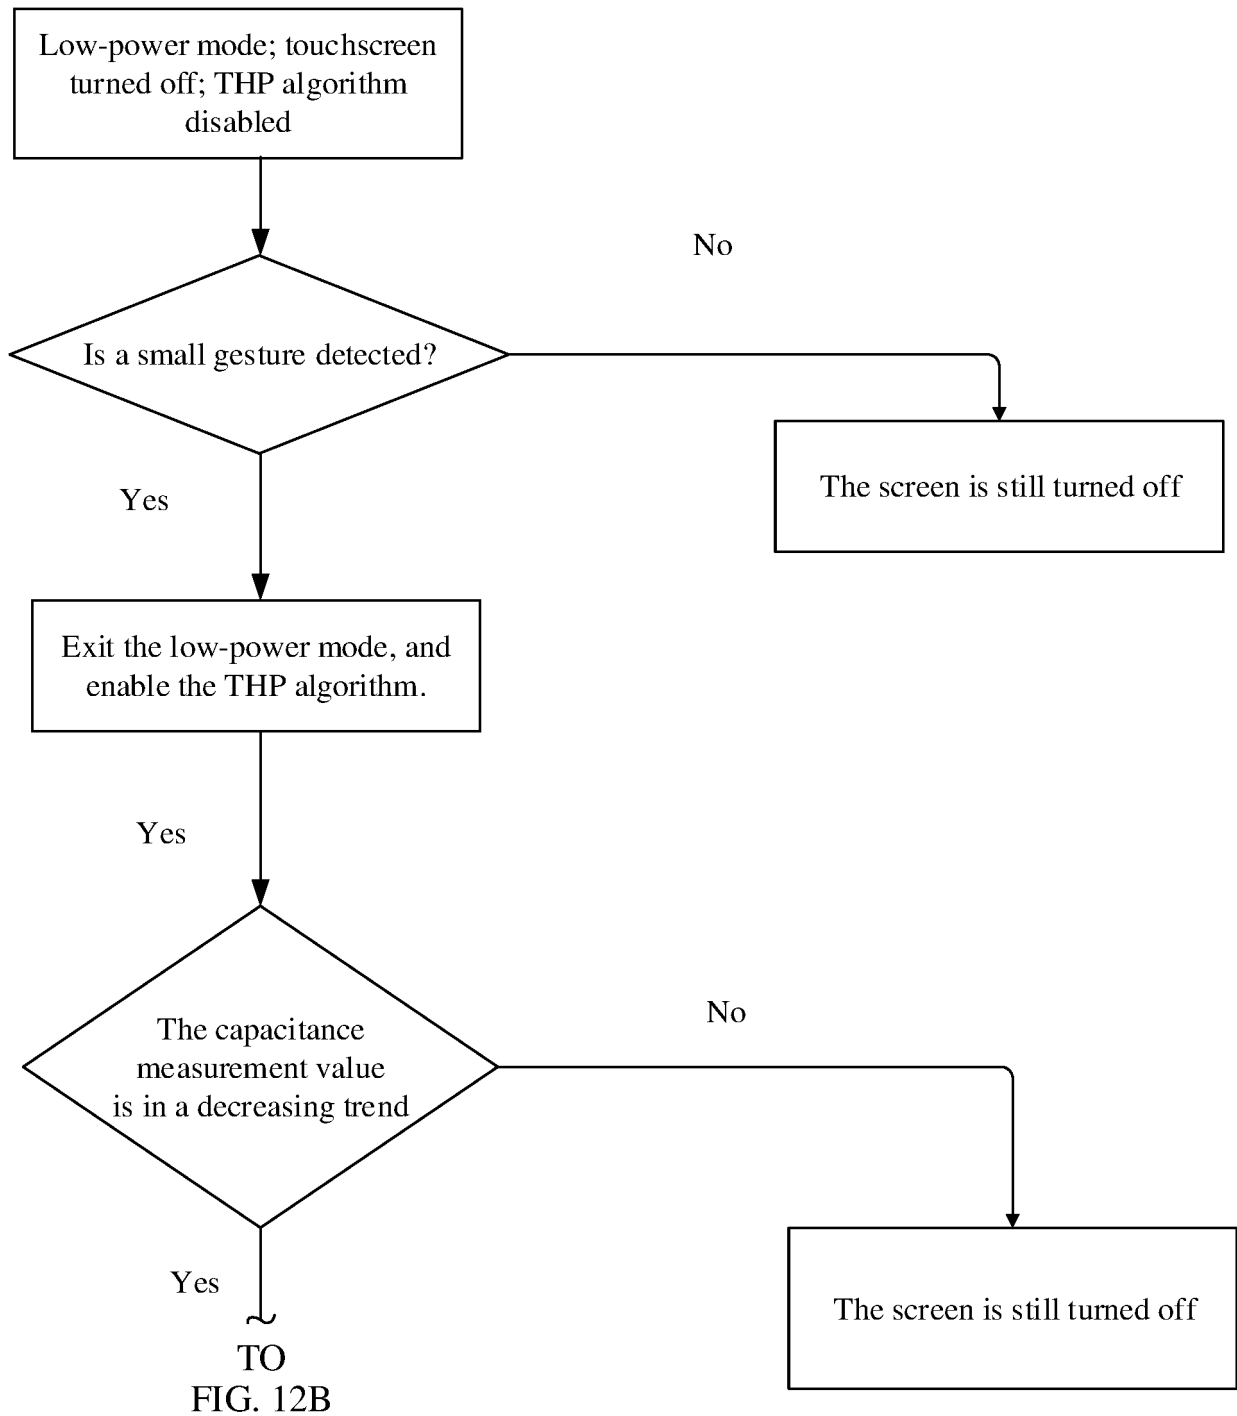 Low-power mode; touchscreen
turned off; THP algorithm
disabled
No
Is a small gesture detected?
The screen is still turned off
Yes
Exit the low-power mode, and
enable the THP algorithm.
Yes
No
The capacitance
measurement value
is in a decreasing trend
Yes
The screen is still turned off
TO
FIG. 12B